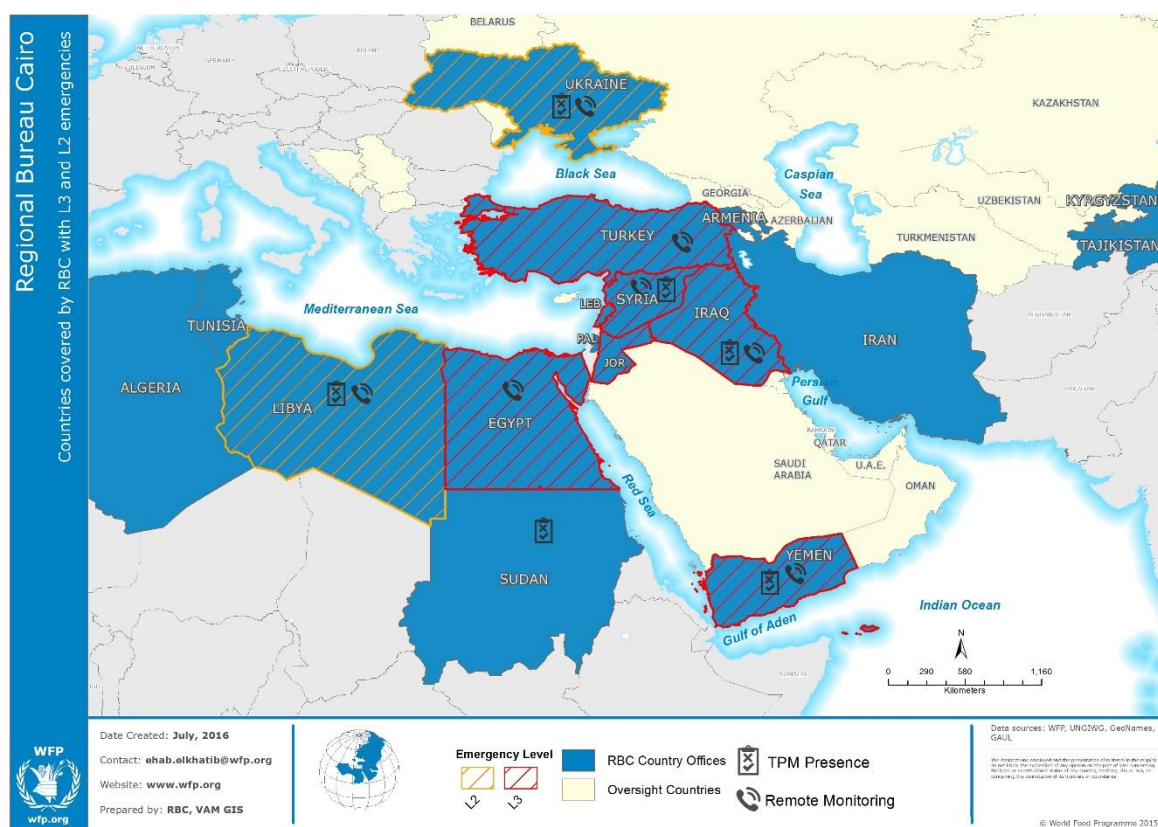 Regional Bureau Cairo
Countries covered by RBC with L3 and L2 emergencies
BELARUS
UKRAINE
KAZAKHSTAN
Black Sea
Caspian
Sea
GEORGIA
ARMENIA
AZERBAIJAN
UZBEKISTAN
KYRGYZSTAN
TURKMENISTAN
TAJIKISTAN
TURKEY
Mediterranean Sea
LEB
SYRIA
IRAQ
IRAN
TUNISIA
PAL
JOR
AFGHANISTAN
PAKISTAN
ALGERIA
LIBYA
EGYPT
Persian
Gulf
BAHRAIN
QATAR
U.A.E.
SAUDI
ARABIA
OMAN
Red Sea
SUDAN
YEMEN
Gulf of Aden
Indian Ocean
SOMALIA
N
0 290 580 1,160
Kilometers
WFP
wfp.org
Date Created: July, 2016
Contact: ehab.elkhatib@wfp.org
Website: www.wfp.org
Prepared by: RBC, VAM GIS
Emergency Level
L2
L3
RBC Country Offices
Oversight Countries
TPM Presence
Remote Monitoring
Data sources: WFP, UNGIWG, GeoNames,
GAUL
© World Food Programme 2015